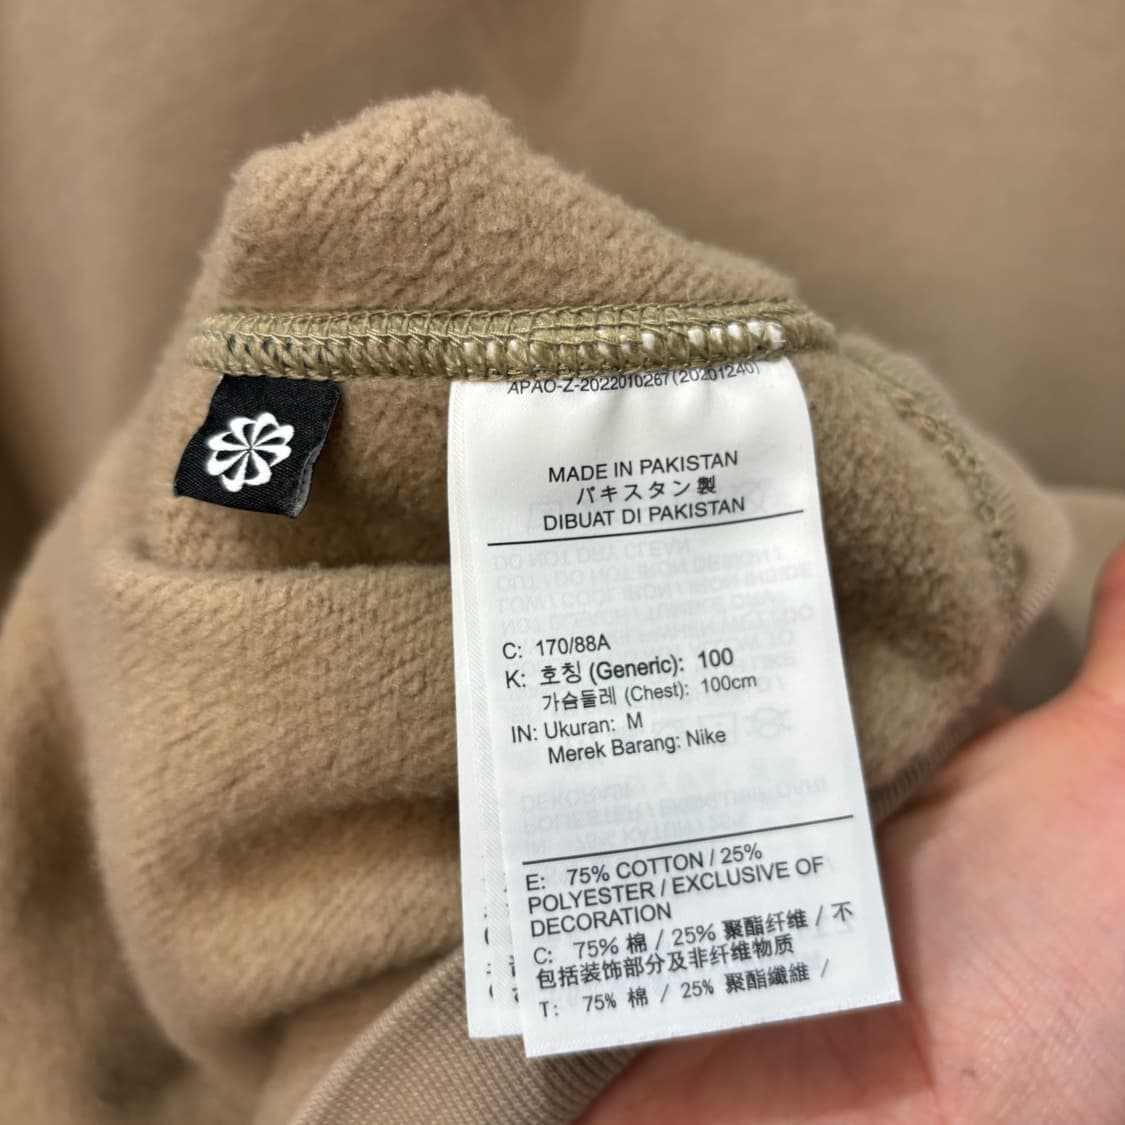 APAO-Z-2022010267(20201240)
MADE IN PAKISTAN
パキスタン製
DIBUAT DI PAKISTAN
C: 170/88A
K: 호칭 (Generic): 100
가슴둘레 (Chest): 100cm
IN: Ukuran: M
Merek Barang: Nike
E: 75% COTTON / 25%
POLYESTER / EXCLUSIVE OF
DECORATION
C: 75% 棉 / 25% 聚酯纤维 / 不
包括装饰部分及非纤维物质
T: 75% 棉 / 25% 聚酯纖維 /